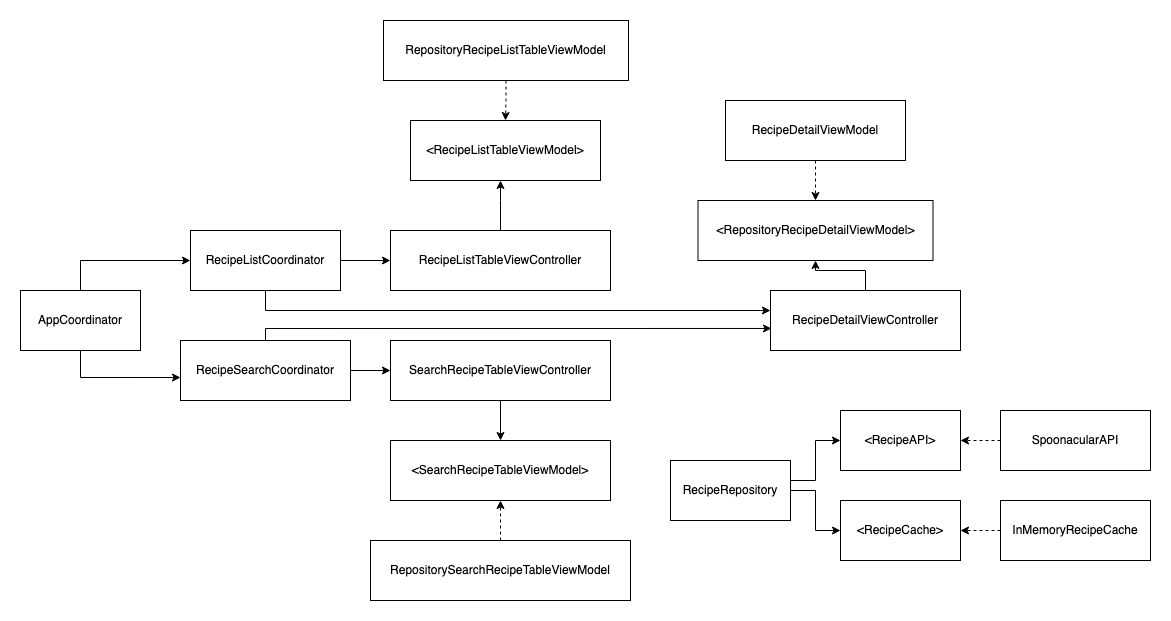 RepositoryRecipeListTableViewModel
RecipeDetailViewModel
<RecipeListTableViewModel>
<RepositoryRecipeDetailViewModel>
RecipeListCoordinator
RecipeListTableViewController
AppCoordinator
RecipeDetailViewController
RecipeSearchCoordinator
SearchRecipeTableViewController
<RecipeAPI>
SpoonacularAPI
<SearchRecipeTableViewModel>
RecipeRepository
<RecipeCache>
InMemoryRecipeCache
RepositorySearchRecipeTableViewModel